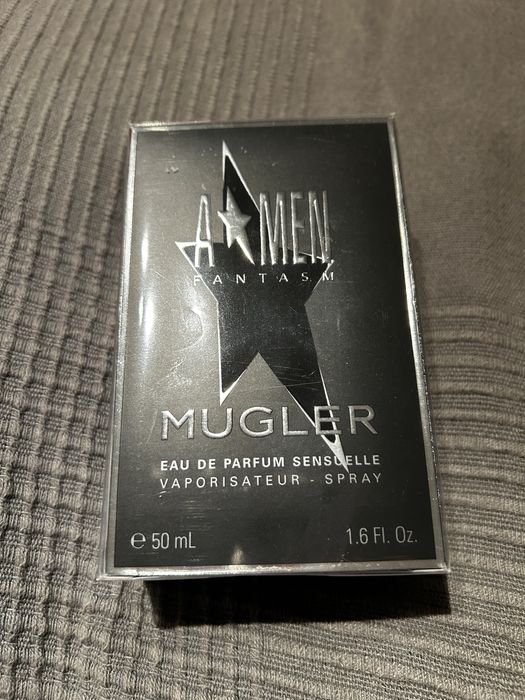 A★MEN
FANTASM
MUGLER
EAU DE PARFUM SENSUELLE
VAPORISATEUR - SPRAY
℮ 50 mL 1.6 Fl. Oz.